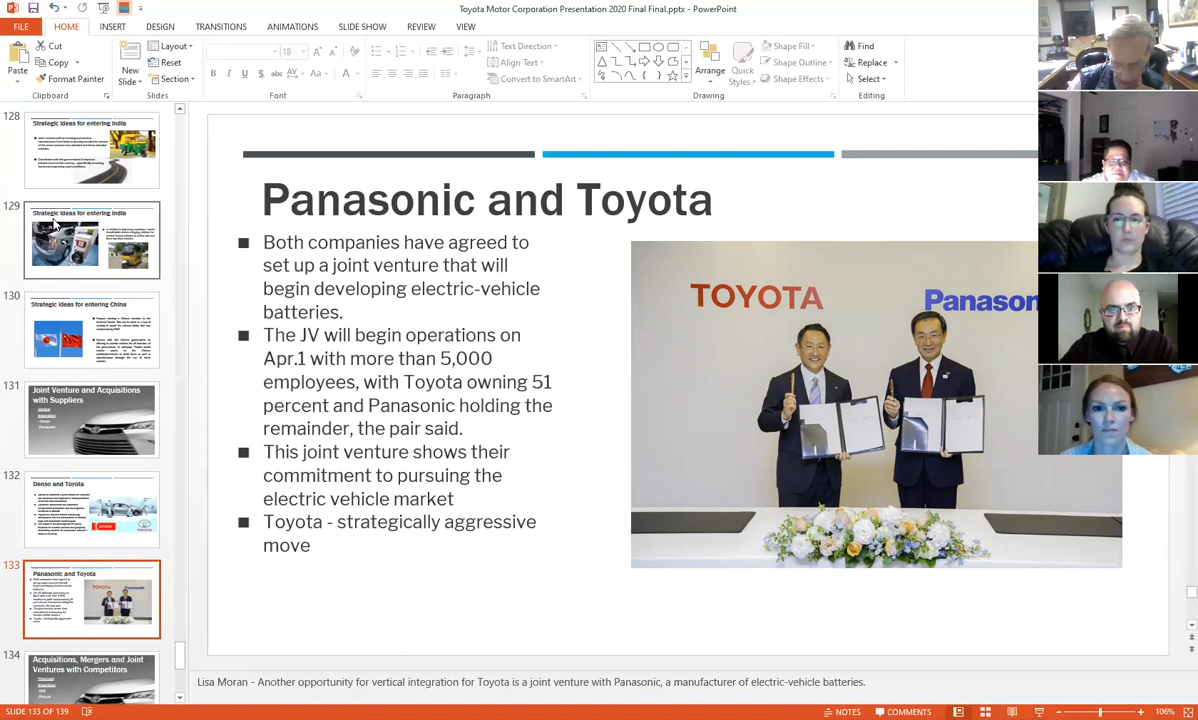 Toyota Motor Corporation Presentation 2020 Final Final.pptx - PowerPoint
FILE HOME INSERT DESIGN TRANSITIONS ANIMATIONS SLIDE SHOW REVIEW VIEW
Paste
Cut
Copy
Format Painter
Clipboard
New
Slide
Layout
Reset
Section
Slides
18
Font
Text Direction
Align Text
Convert to SmartArt
Paragraph
Arrange
Quick
Styles
Shape Fill
Shape Outline
Shape Effects
Drawing
Find
Replace
Select
Editing
128
Strategic ideas for entering India
129
Strategic ideas for entering India
130
Strategic ideas for entering China
131
Joint Venture and Acquisitions
with Suppliers
132
Denso and Toyota
133
Panasonic and Toyota
134
Acquisitions, Mergers and Joint
Ventures with Competitors
Panasonic and Toyota
Both companies have agreed to
set up a joint venture that will
begin developing electric-vehicle
batteries.
The JV will begin operations on
Apr.1 with more than 5,000
employees, with Toyota owning 51
percent and Panasonic holding the
remainder, the pair said.
This joint venture shows their
commitment to pursuing the
electric vehicle market
Toyota - strategically aggressive
move
TOYOTA
Panason
Lisa Moran - Another opportunity for vertical integration for Toyota is a joint venture with Panasonic, a manufacturer of electric-vehicle batteries.
SLIDE 133 OF 139
NOTES
COMMENTS
106%